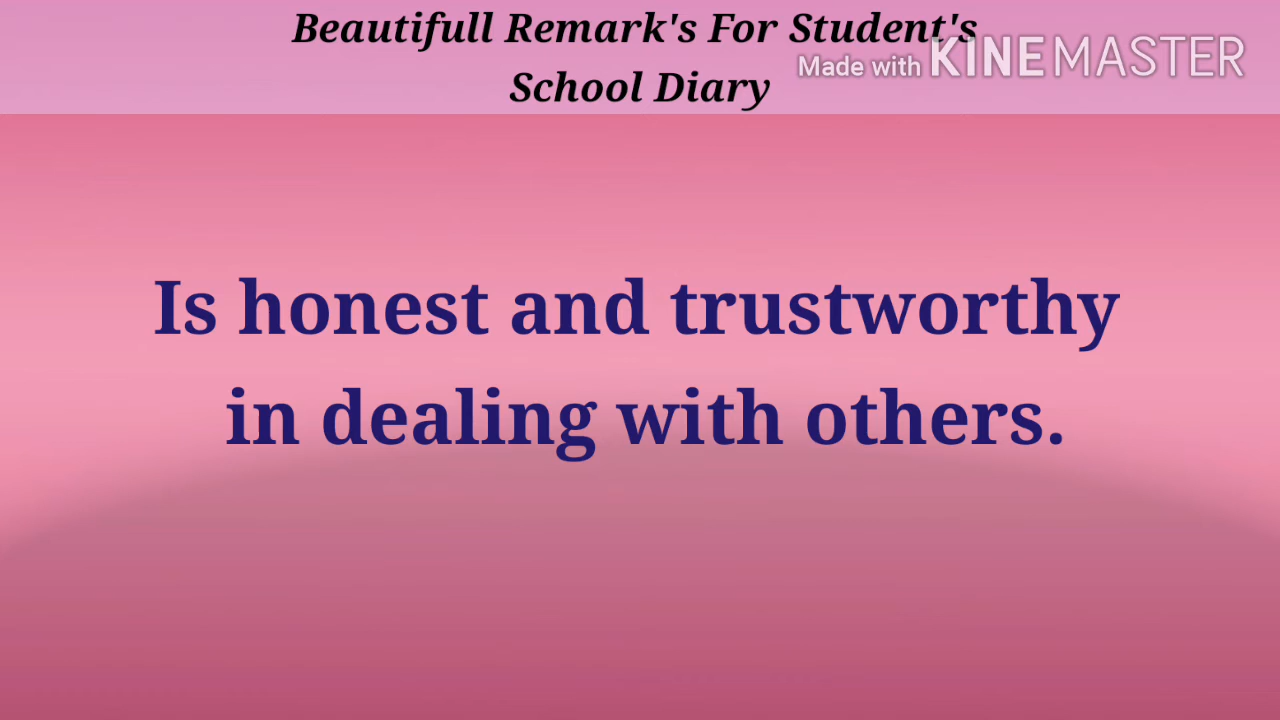 Beautifull Remark's For Student's
Made with KINEMASTER
School Diary
Is honest and trustworthy
in dealing with others.